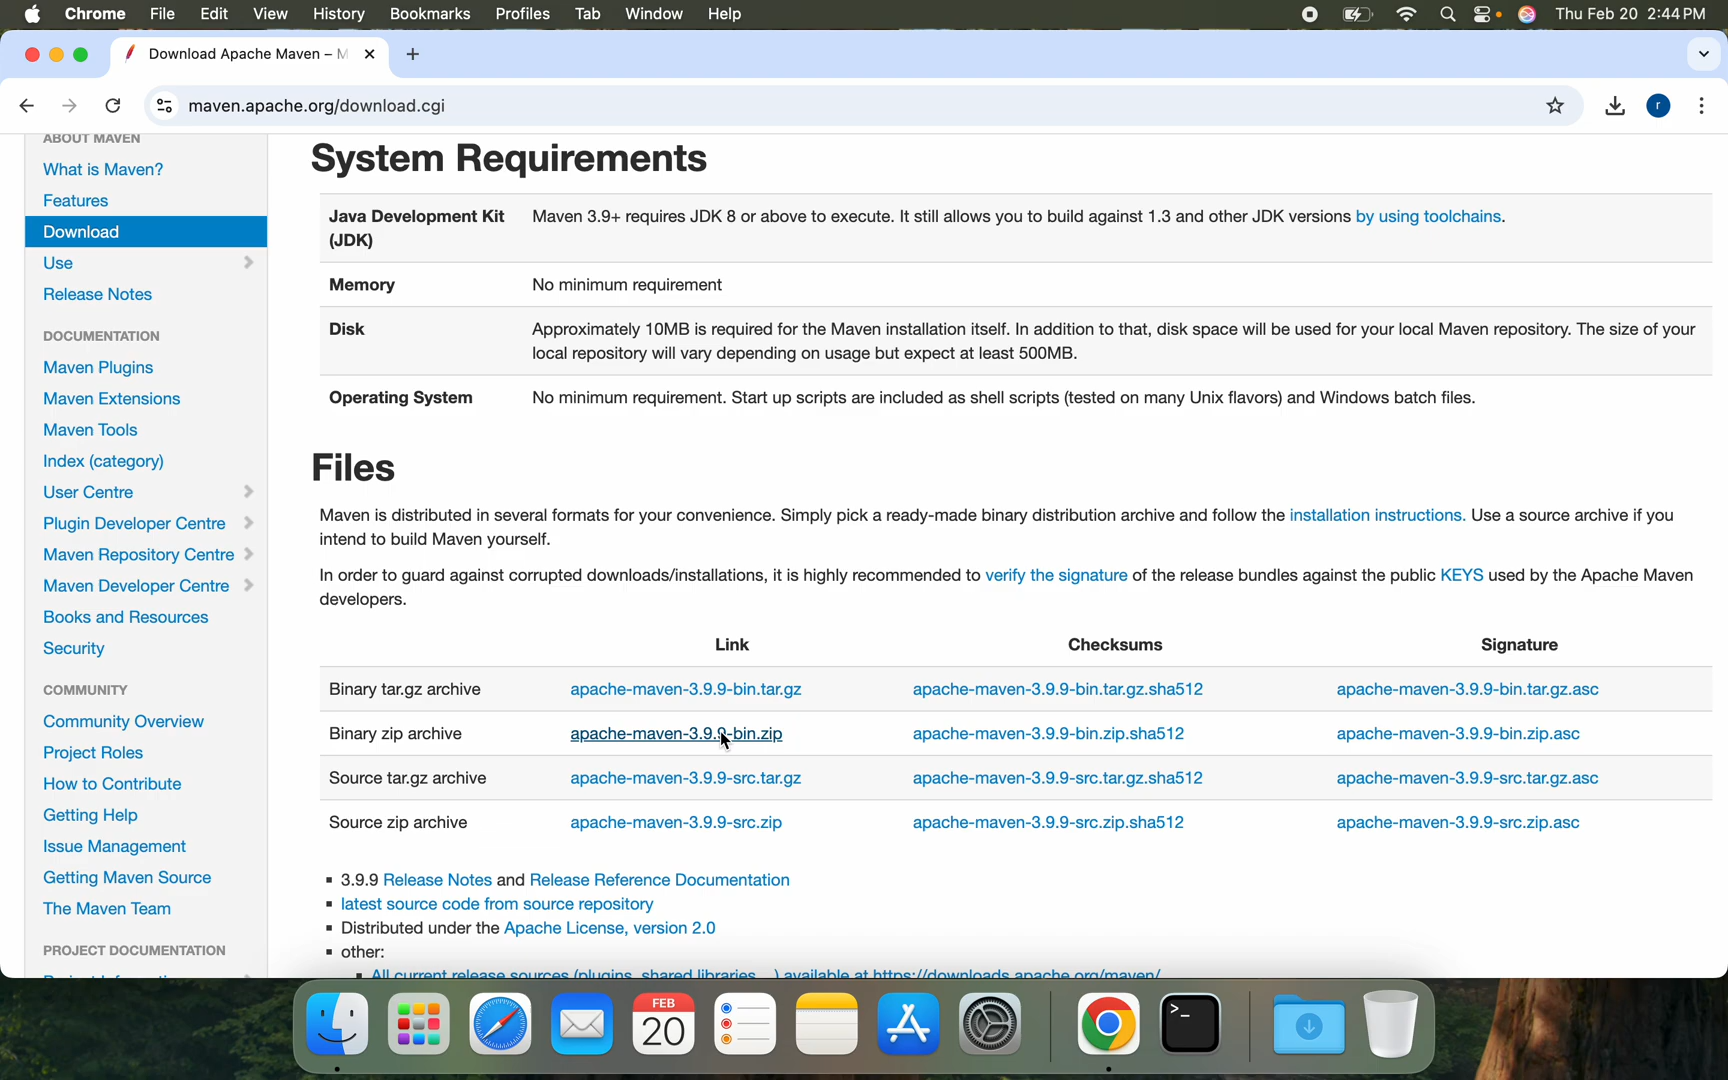 Chrome File Edit View History Bookmarks Profiles Tab Window Help Thu Feb 20 2:44 PM
Download Apache Maven – M
maven.apache.org/download.cgi
r
ABOUT MAVEN
What is Maven?
Features
Download
Use
Release Notes
DOCUMENTATION
Maven Plugins
Maven Extensions
Maven Tools
Index (category)
User Centre
Plugin Developer Centre
Maven Repository Centre
Maven Developer Centre
Books and Resources
Security
COMMUNITY
Community Overview
Project Roles
How to Contribute
Getting Help
Issue Management
Getting Maven Source
The Maven Team
PROJECT DOCUMENTATION
System Requirements
Java Development Kit Maven 3.9+ requires JDK 8 or above to execute. It still allows you to build against 1.3 and other JDK versions by using toolchains.
(JDK)
Memory No minimum requirement
Disk Approximately 10MB is required for the Maven installation itself. In addition to that, disk space will be used for your local Maven repository. The size of your
local repository will vary depending on usage but expect at least 500MB.
Operating System No minimum requirement. Start up scripts are included as shell scripts (tested on many Unix flavors) and Windows batch files.
Files
Maven is distributed in several formats for your convenience. Simply pick a ready-made binary distribution archive and follow the installation instructions. Use a source archive if you
intend to build Maven yourself.
In order to guard against corrupted downloads/installations, it is highly recommended to verify the signature of the release bundles against the public KEYS used by the Apache Maven
developers.
Link Checksums Signature
Binary tar.gz archive apache-maven-3.9.9-bin.tar.gz apache-maven-3.9.9-bin.tar.gz.sha512 apache-maven-3.9.9-bin.tar.gz.asc
Binary zip archive apache-maven-3.9.9-bin.zip apache-maven-3.9.9-bin.zip.sha512 apache-maven-3.9.9-bin.zip.asc
Source tar.gz archive apache-maven-3.9.9-src.tar.gz apache-maven-3.9.9-src.tar.gz.sha512 apache-maven-3.9.9-src.tar.gz.asc
Source zip archive apache-maven-3.9.9-src.zip apache-maven-3.9.9-src.zip.sha512 apache-maven-3.9.9-src.zip.asc
▪ 3.9.9 Release Notes and Release Reference Documentation
▪ latest source code from source repository
▪ Distributed under the Apache License, version 2.0
▪ other:
▪ All current release sources (plugins, shared libraries,...) available at https://downloads.apache.org/maven/
FEB
20